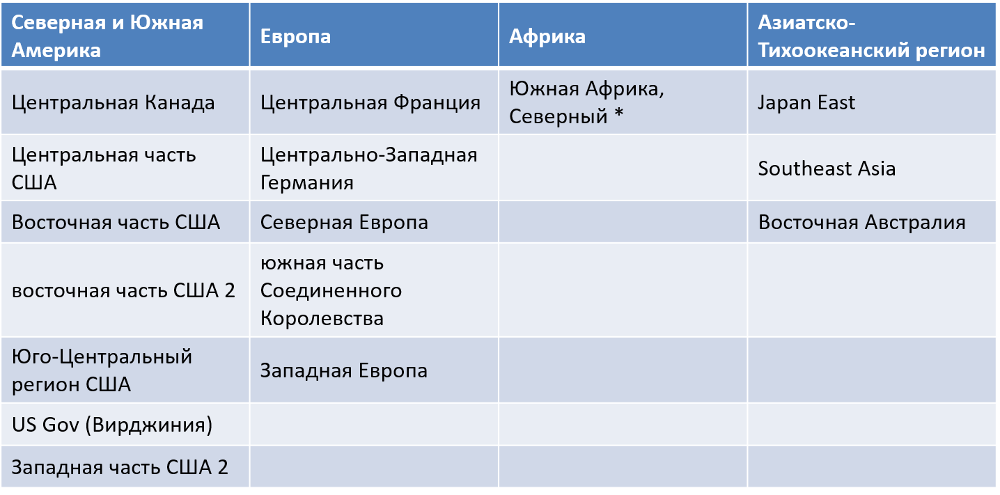 Северная и Южная
Америка
Европа
Африка
Азиатско-
Тихоокеанский регион
Центральная Канада
Центральная Франция
Южная Африка,
Северный *
Japan East
Центральная часть
США
Центрально-Западная
Германия
Southeast Asia
Восточная часть США
Северная Европа
Восточная Австралия
восточная часть США 2
южная часть
Соединенного
Королевства
Юго-Центральный
регион США
Западная Европа
US Gov (Вирджиния)
Западная часть США 2